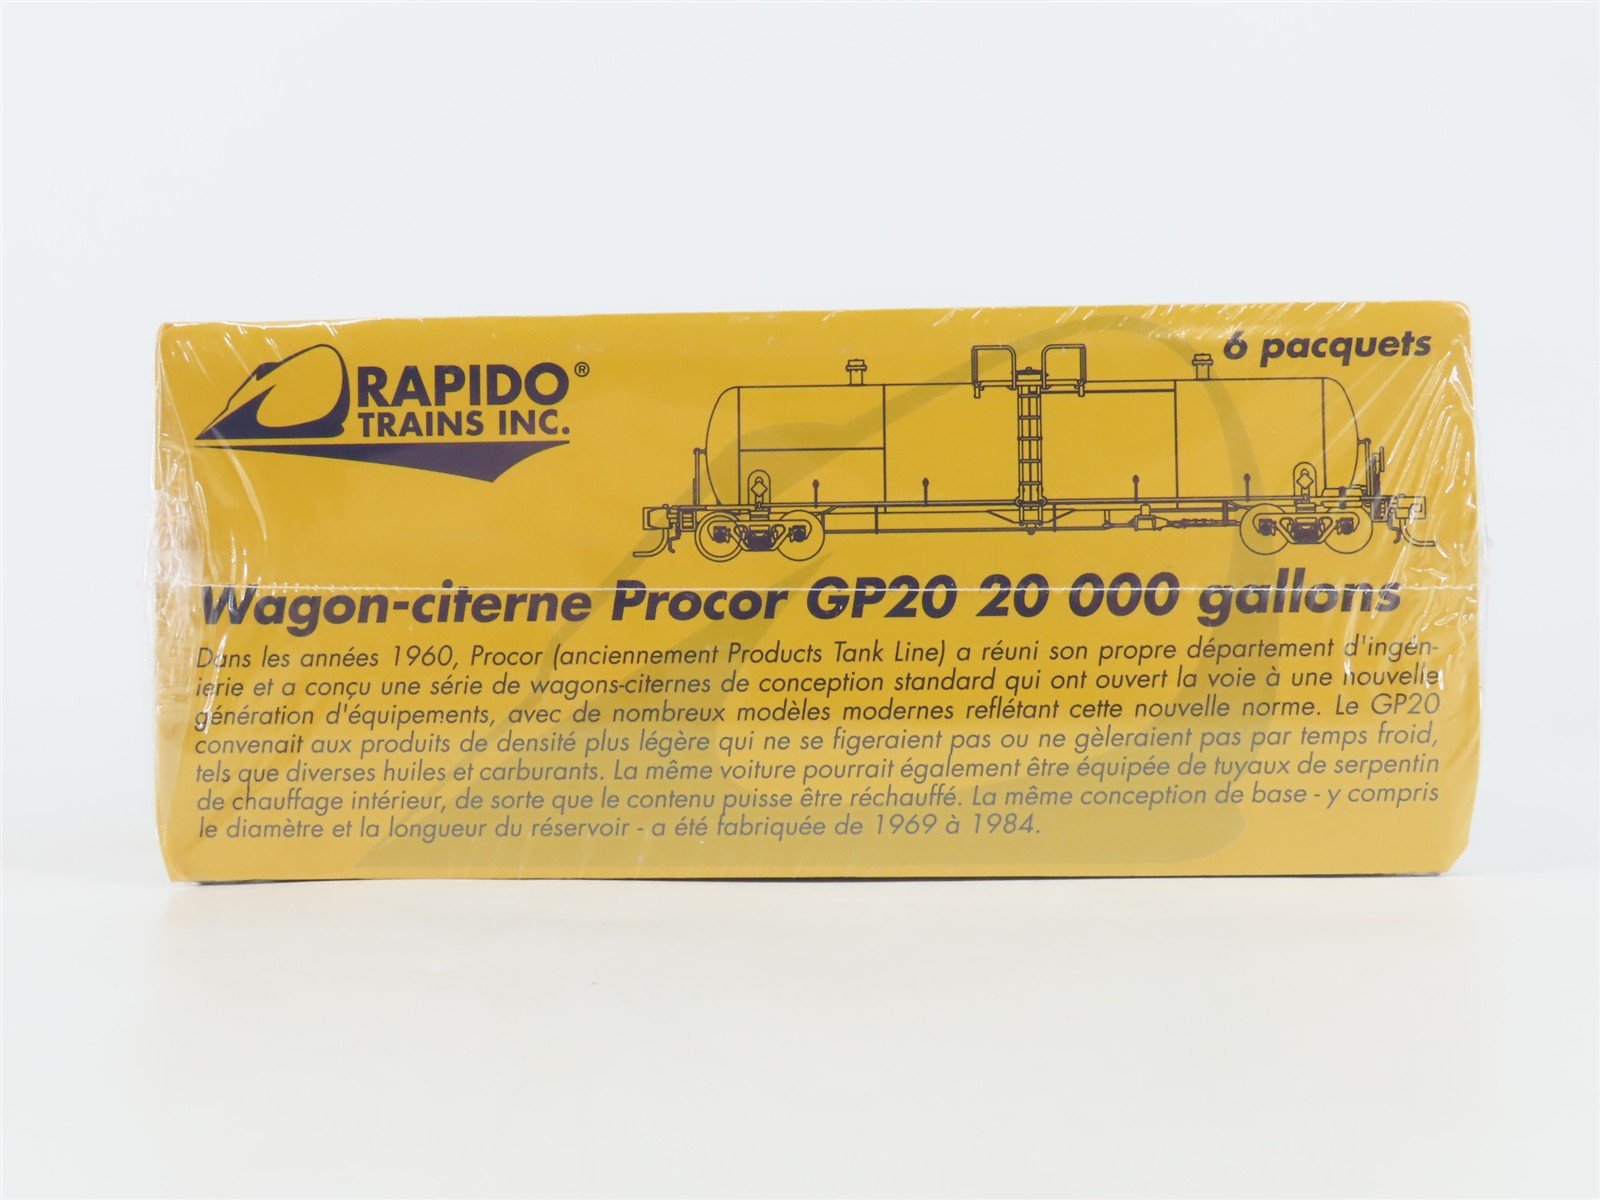 RAPIDO®
TRAINS INC.
6 pacquets
Wagon-citerne Procor GP20 20 000 gallons
Dans les années 1960, Procor (anciennement Products Tank Line) a réuni son propre département d'ingén-
ierie et a conçu une série de wagons-citernes de conception standard qui ont ouvert la voie à une nouvelle
génération d'équipements, avec de nombreux modèles modernes reflétant cette nouvelle norme. Le GP20
convenait aux produits de densité plus légère qui ne se figeraient pas ou ne gèleraient pas par temps froid,
tels que diverses huiles et carburants. La même voiture pourrait également être équipée de tuyaux de serpentin
de chauffage intérieur, de sorte que le contenu puisse être réchauffé. La même conception de base - y compris
le diamètre et la longueur du réservoir - a été fabriquée de 1969 à 1984.